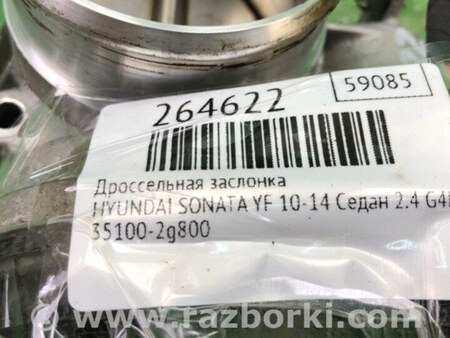 264622
59085
Дроссельная заслонка
HYUNDAI SONATA YF 10-14 Седан 2.4
35100-2g800
www.razborki.com